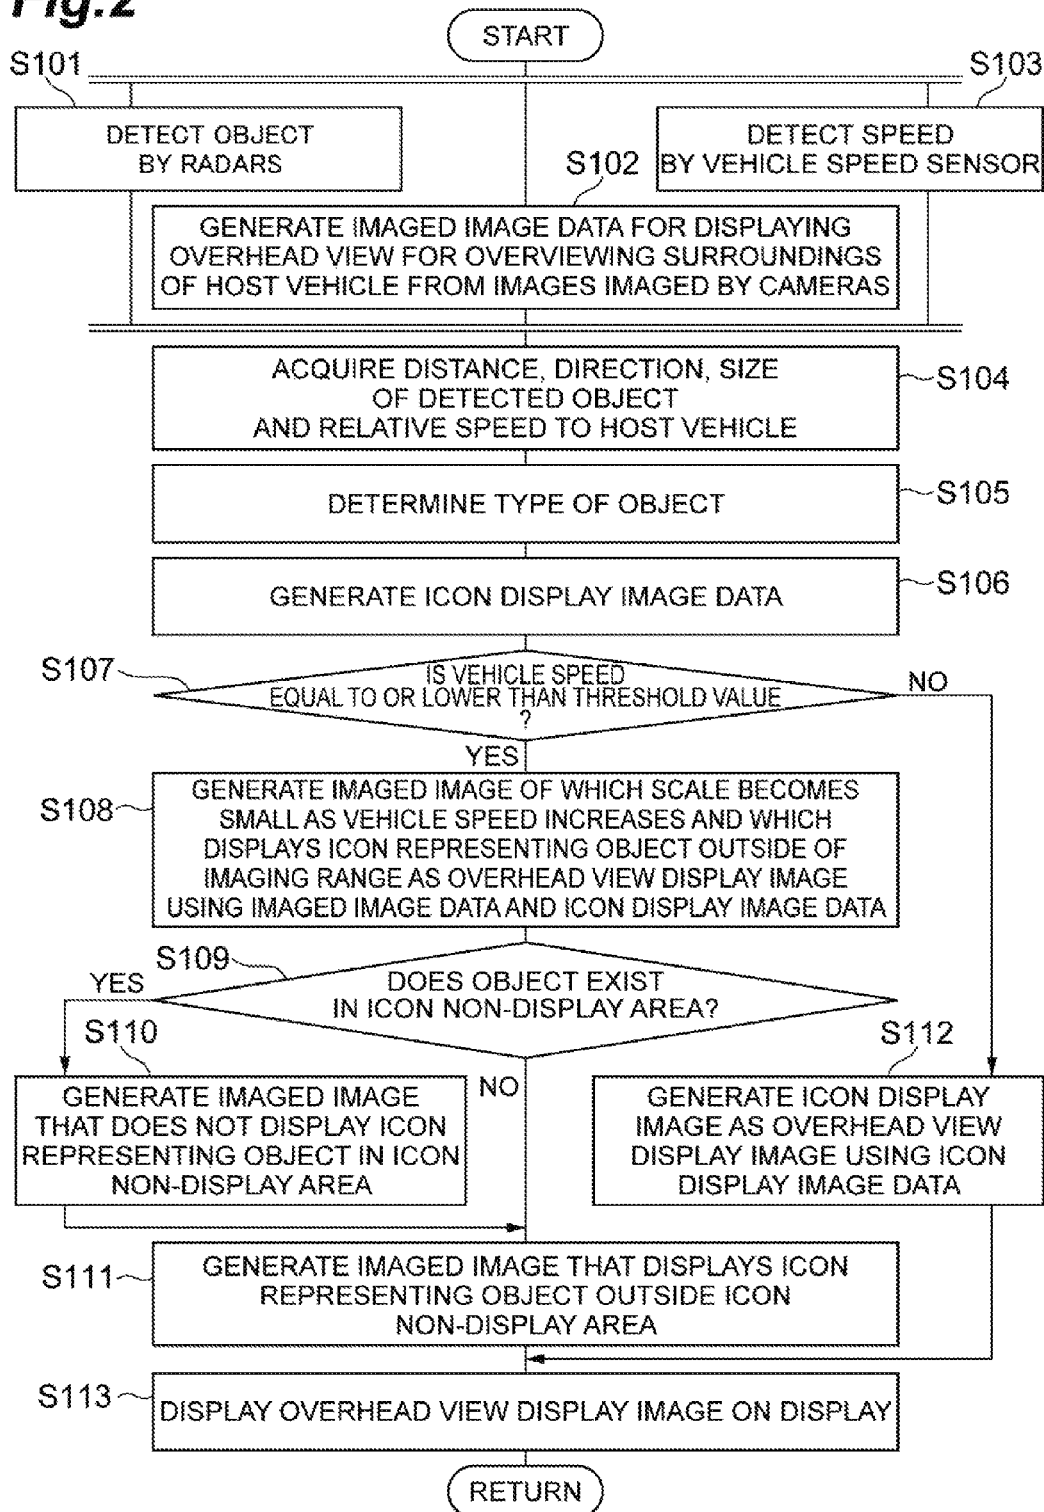 Fig.2
START
S101
DETECT OBJECT
BY RADARS
S103
DETECT SPEED
BY VEHICLE SPEED SENSOR
S102
GENERATE IMAGED IMAGE DATA FOR DISPLAYING
OVERHEAD VIEW FOR OVERVIEWING SURROUNDINGS
OF HOST VEHICLE FROM IMAGES IMAGED BY CAMERAS
ACQUIRE DISTANCE, DIRECTION, SIZE
OF DETECTED OBJECT
AND RELATIVE SPEED TO HOST VEHICLE
S104
DETERMINE TYPE OF OBJECT
S105
GENERATE ICON DISPLAY IMAGE DATA
S106
S107
IS VEHICLE SPEED
EQUAL TO OR LOWER THAN THRESHOLD VALUE
?
NO
YES
S108
GENERATE IMAGED IMAGE OF WHICH SCALE BECOMES
SMALL AS VEHICLE SPEED INCREASES AND WHICH
DISPLAYS ICON REPRESENTING OBJECT OUTSIDE OF
IMAGING RANGE AS OVERHEAD VIEW DISPLAY IMAGE
USING IMAGED IMAGE DATA AND ICON DISPLAY IMAGE DATA
S109
DOES OBJECT EXIST
IN ICON NON-DISPLAY AREA?
YES
NO
S110
GENERATE IMAGED IMAGE
THAT DOES NOT DISPLAY ICON
REPRESENTING OBJECT IN ICON
NON-DISPLAY AREA
S112
GENERATE ICON DISPLAY
IMAGE AS OVERHEAD VIEW
DISPLAY IMAGE USING ICON
DISPLAY IMAGE DATA
S111
GENERATE IMAGED IMAGE THAT DISPLAYS ICON
REPRESENTING OBJECT OUTSIDE ICON
NON-DISPLAY AREA
S113
DISPLAY OVERHEAD VIEW DISPLAY IMAGE ON DISPLAY
RETURN